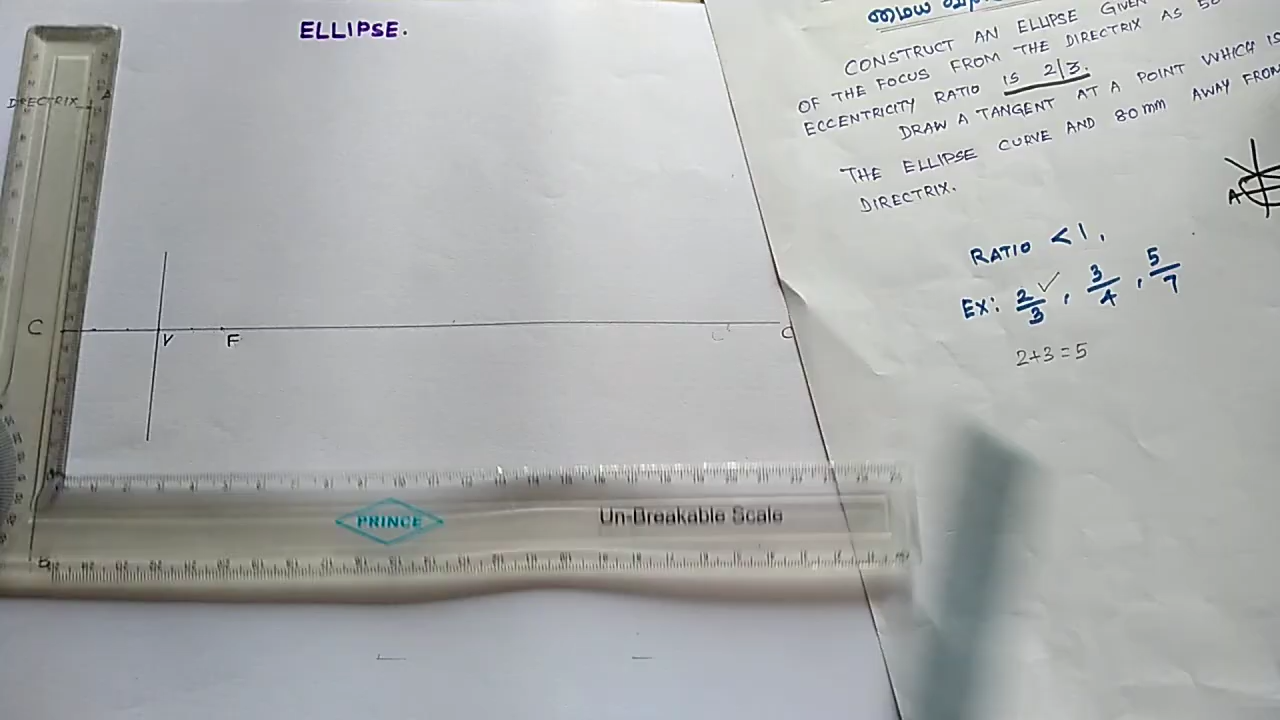 ELLIPSE.
DRECTRIX
A
C
V
F
C
B
PRINCE
Un-Breakable Scale
CONSTRUCT AN ELLIPSE GIVEN
OF THE FOCUS FROM THE DIRECTRIX AS 50
ECCENTRICITY RATIO IS 2/3.
DRAW A TANGENT AT A POINT WHICH IS
THE ELLIPSE CURVE AND 80mm AWAY FROM
DIRECTRIX.
A
RATIO < 1,
EX: 2/3 ✓, 3/4, 5/7
2+3=5